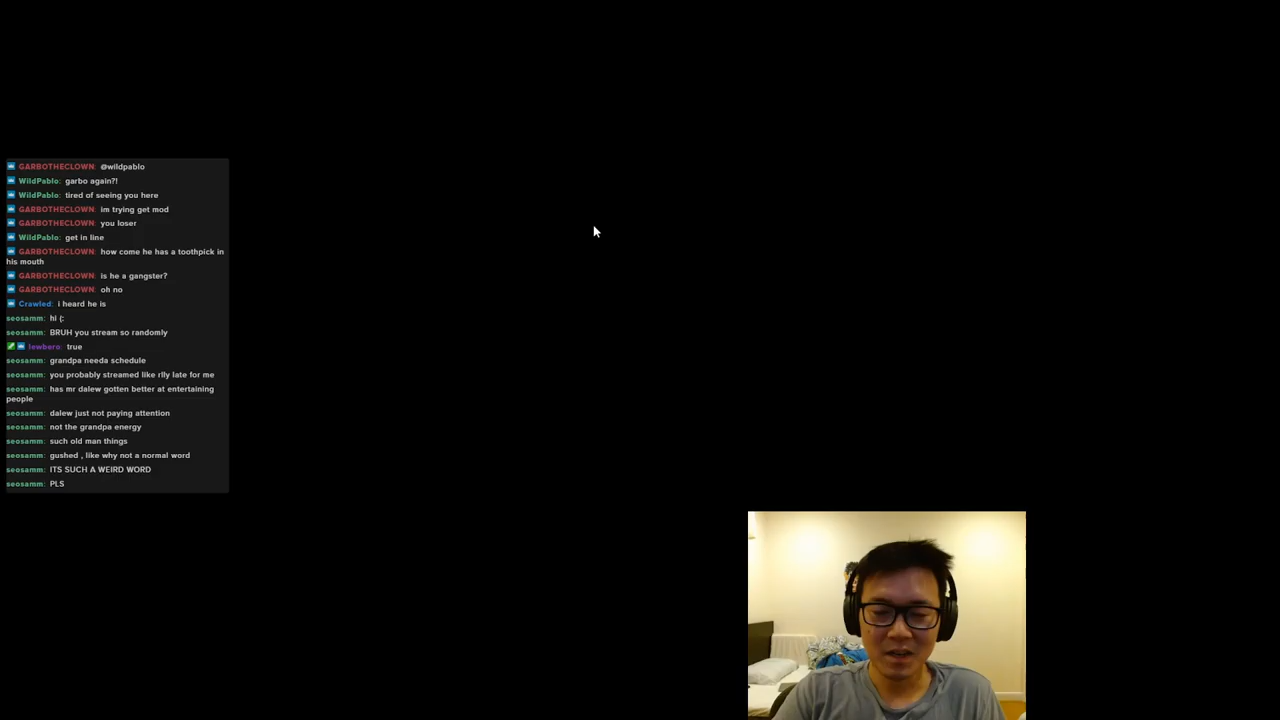 GARBOTHECLOWN: @wildpablo
WildPablo: garbo again?!
WildPablo: tired of seeing you here
GARBOTHECLOWN: im trying get mod
GARBOTHECLOWN: you loser
WildPablo: get in line
GARBOTHECLOWN: how come he has a toothpick in
his mouth
GARBOTHECLOWN: is he a gangster?
GARBOTHECLOWN: oh no
Crawled: i heard he is
seosamm: hi (:
seosamm: BRUH you stream so randomly
lewbero: true
seosamm: grandpa needa schedule
seosamm: you probably streamed like rlly late for me
seosamm: has mr dalew gotten better at entertaining
people
seosamm: dalew just not paying attention
seosamm: not the grandpa energy
seosamm: such old man things
seosamm: gushed , like why not a normal word
seosamm: ITS SUCH A WEIRD WORD
seosamm: PLS